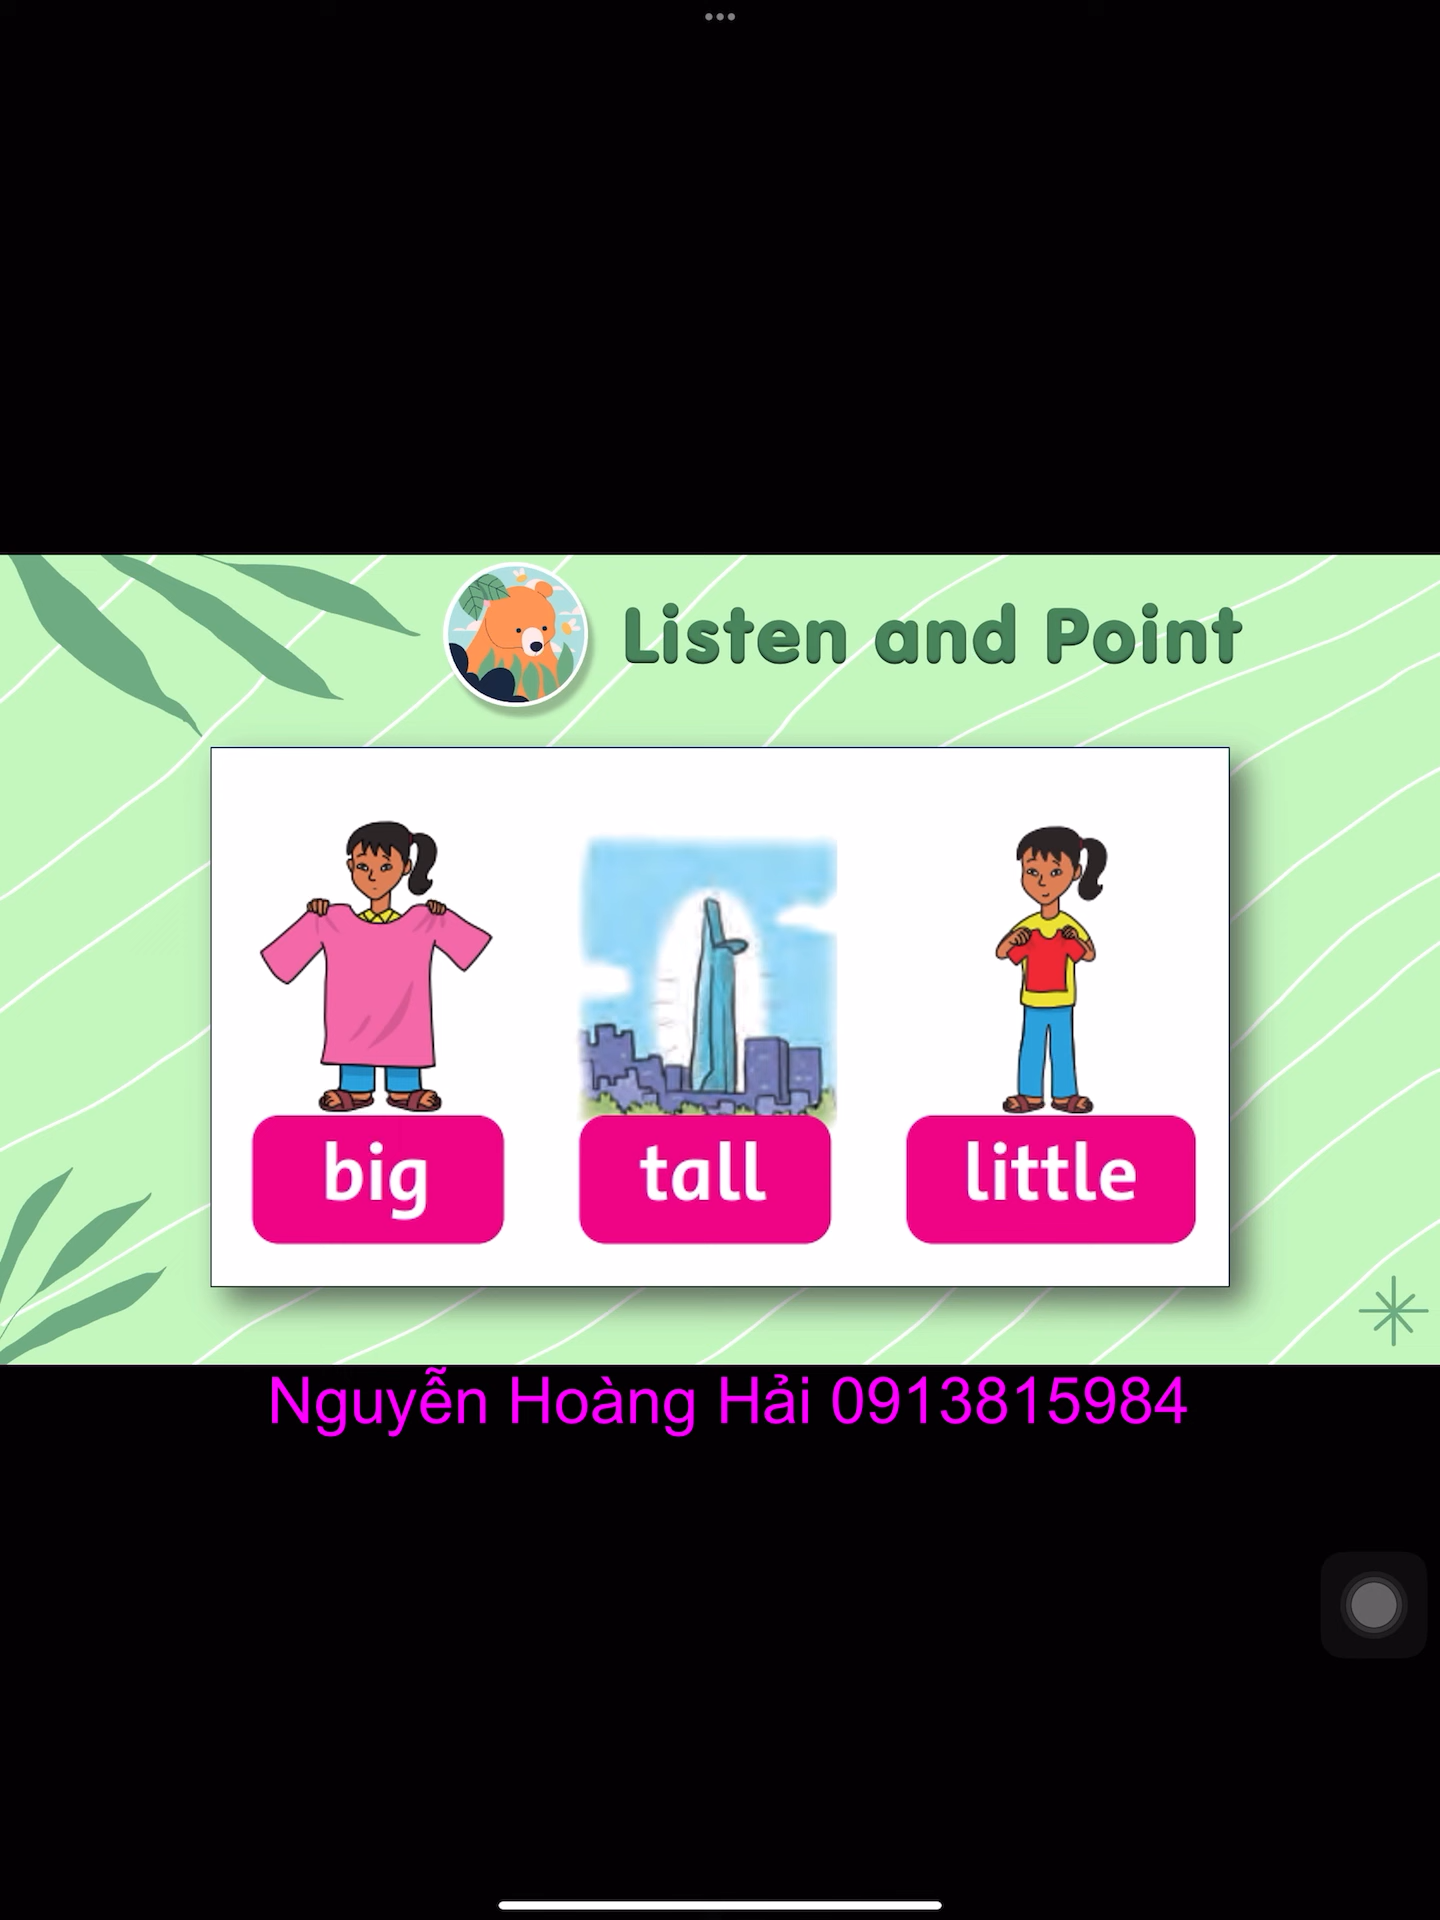 Listen and Point
big
tall
little
Nguyễn Hoàng Hải 0913815984